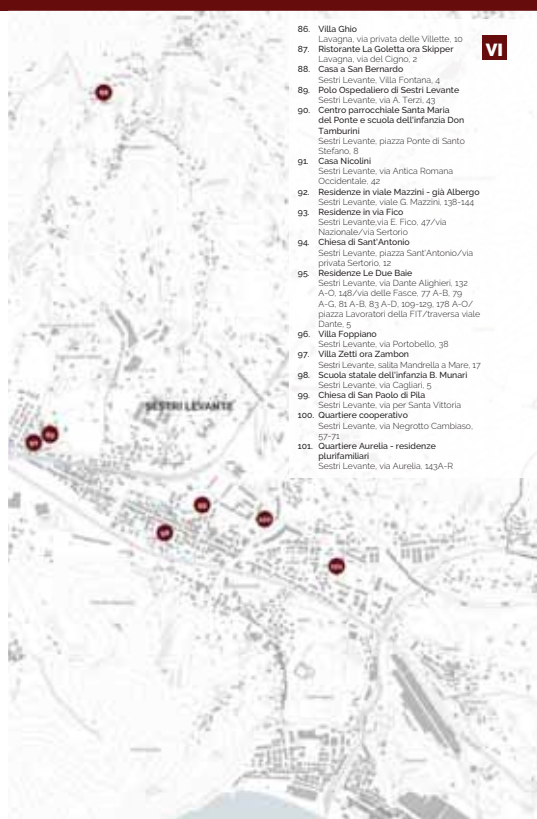 86. Villa Ghio
Lavagna, via privata delle Villette, 10
87. Ristorante La Goletta ora Skipper
Lavagna, via del Cigno, 2
88. Casa a San Bernardo
Sestri Levante, Villa Fontana, 4
89. Polo Ospedaliero di Sestri Levante
Sestri Levante, via A. Terzi, 43
90. Centro parrocchiale Santa Maria
del Ponte e scuola dell'infanzia Don
Tamburini
Sestri Levante, piazza Ponte di Santo
Stefano, 8
91. Casa Nicolini
Sestri Levante, via Antica Romana
Occidentale, 42
92. Residenze in viale Mazzini - già Albergo
Sestri Levante, viale G. Mazzini, 138-144
93. Residenze in via Fico
Sestri Levante,via E. Fico, 47/via
Nazionale/via Sertorio
94. Chiesa di Sant'Antonio
Sestri Levante, piazza Sant'Antonio/via
privata Sertorio, 12
95. Residenze Le Due Baie
Sestri Levante, via Dante Alighieri, 132
A-O, 148/via delle Fasce, 77 A-B, 79
A-G, 81 A-B, 83 A-D, 109-129, 178 A-O/
piazza Lavoratori della FIT/traversa viale
Dante, 5
96. Villa Foppiano
Sestri Levante, via Portobello, 38
97. Villa Zetti ora Zambon
Sestri Levante, salita Mandrella a Mare, 17
98. Scuola statale dell'infanzia B. Munari
Sestri Levante, via Cagliari, 5
99. Chiesa di San Paolo di Pila
Sestri Levante, via per Santa Vittoria
100. Quartiere cooperativo
Sestri Levante, via Negrotto Cambiaso,
57-71
101. Quartiere Aurelia - residenze
plurifamiliari
Sestri Levante, via Aurelia, 143A-R
VI
SESTRI LEVANTE